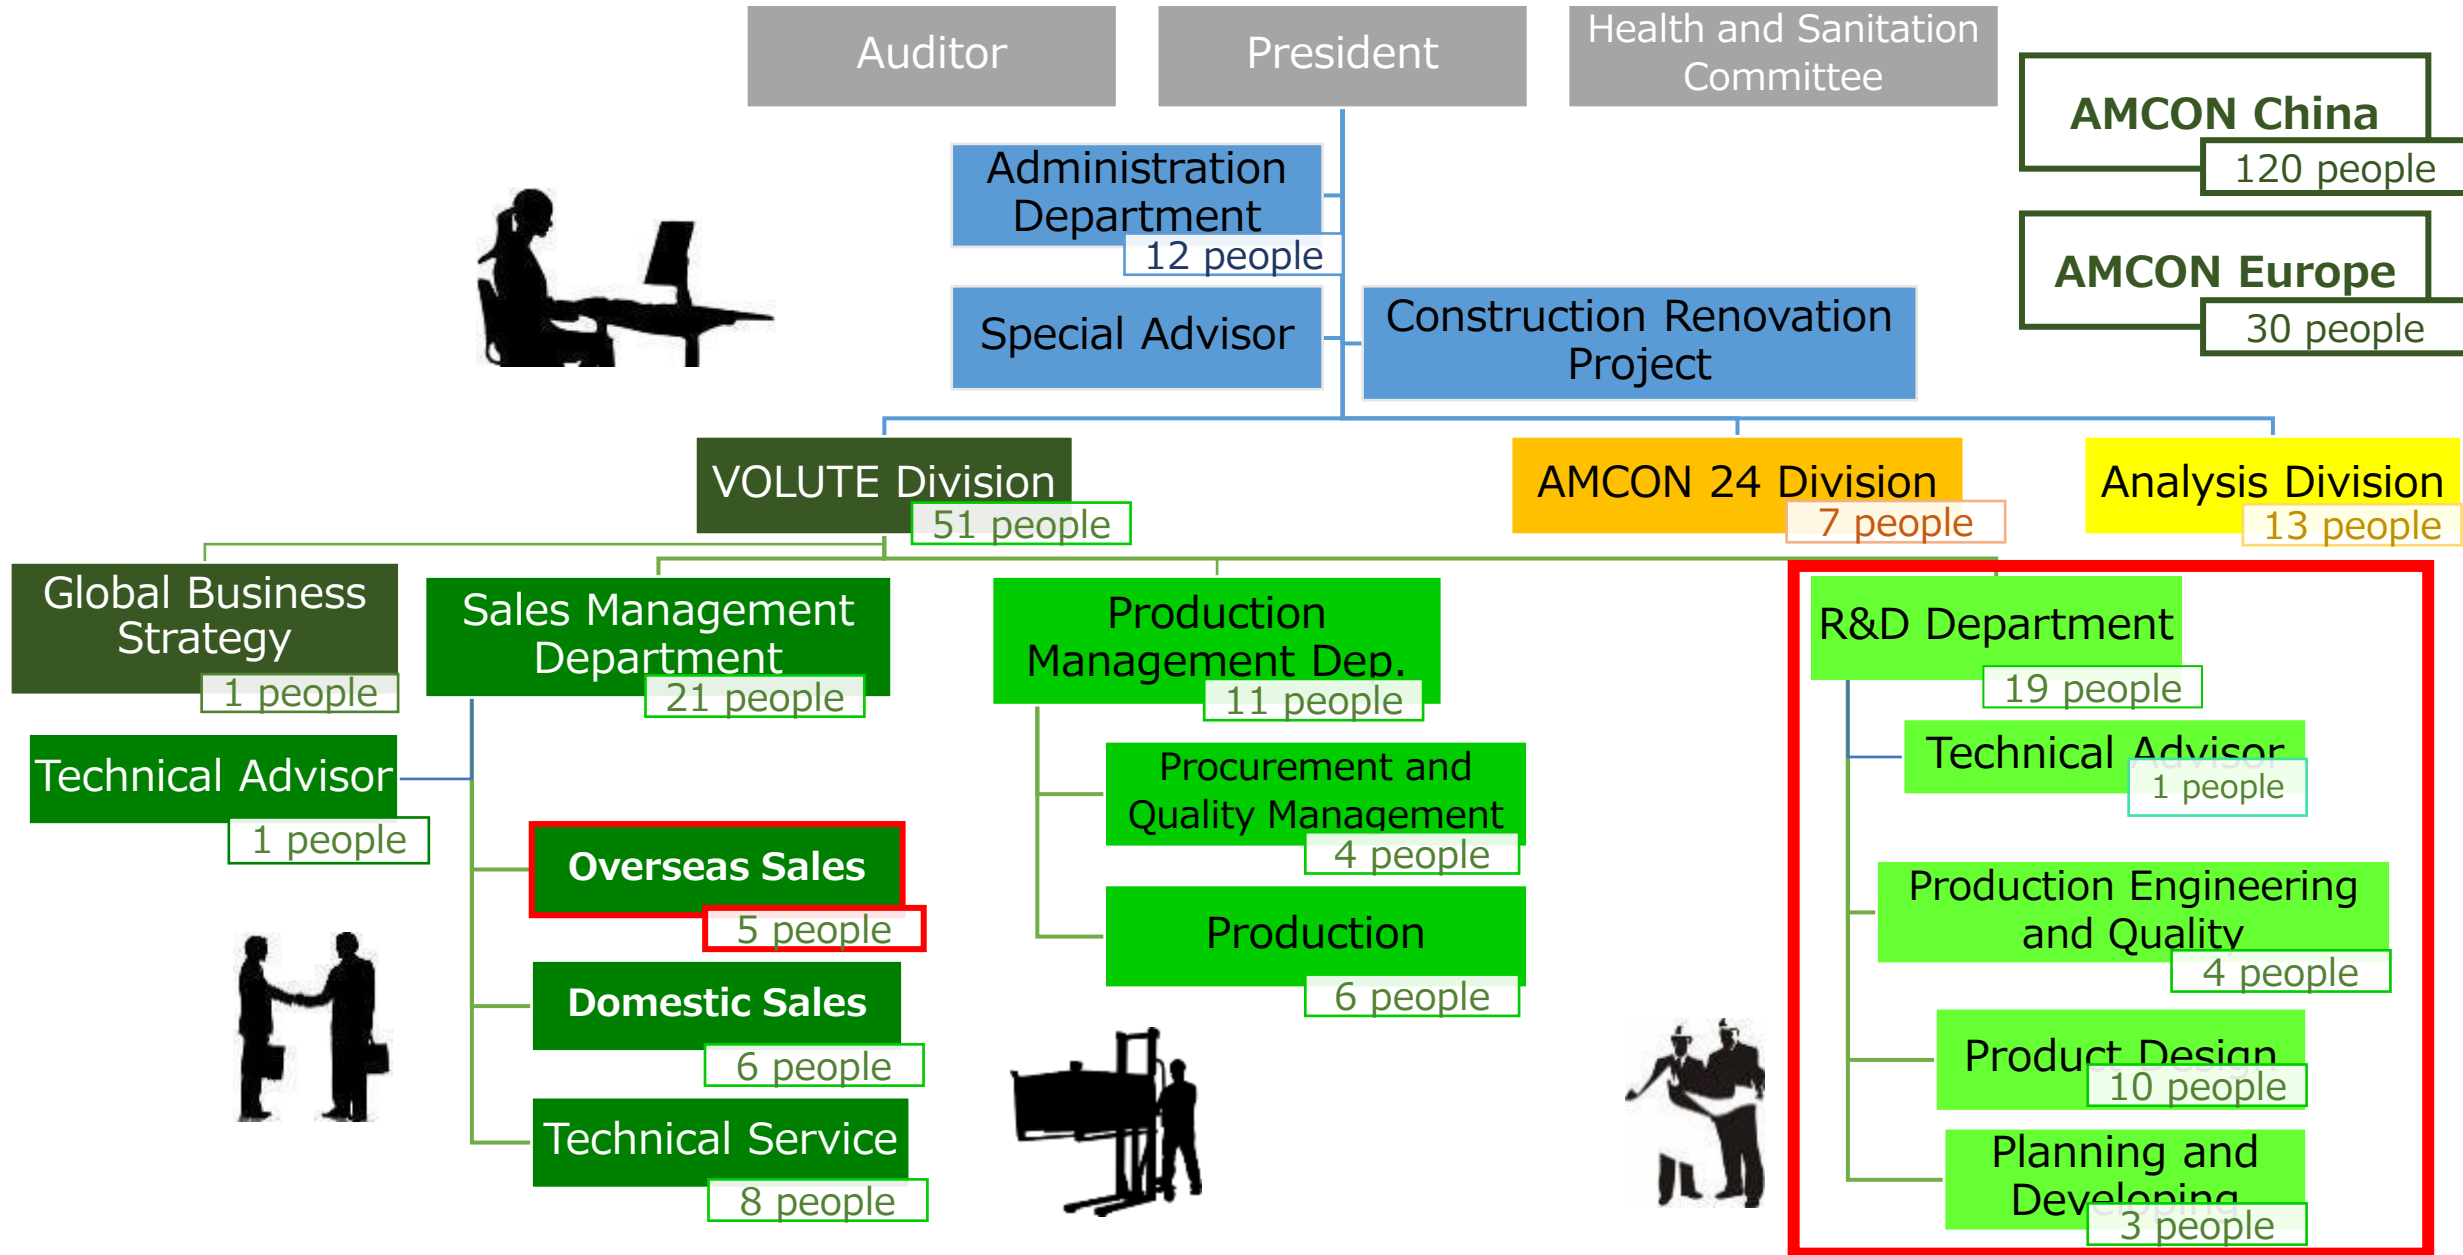 Auditor
President
Health and Sanitation
Committee
AMCON China
120 people
Administration
Department
12 people
AMCON Europe
30 people
Special Advisor
Construction Renovation
Project
VOLUTE Division
51 people
AMCON 24 Division
7 people
Analysis Division
13 people
Global Business
Strategy
1 people
Sales Management
Department
21 people
Production
Management Dep.
11 people
R&D Department
19 people
Technical Advisor
1 people
Overseas Sales
5 people
Domestic Sales
6 people
Technical Service
8 people
Procurement and
Quality Management
4 people
Production
6 people
Technical Advisor
1 people
Production Engineering
and Quality
4 people
Product Design
10 people
Planning and
Developing
3 people